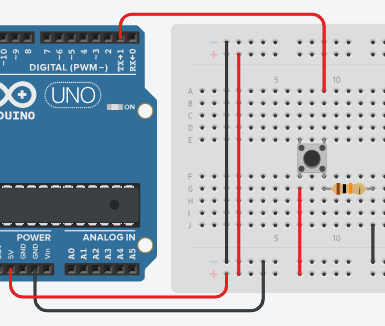 ~10
~9
8
7
~6
~5
4
~3
2
TX→1
RX←0
DIGITAL (PWM~)
UNO
ON
DUINO
POWER
ANALOG IN
5V
GND
GND
Vin
A0
A1
A2
A3
A4
A5
5
10
A
B
C
D
E
F
G
H
I
J
5
10